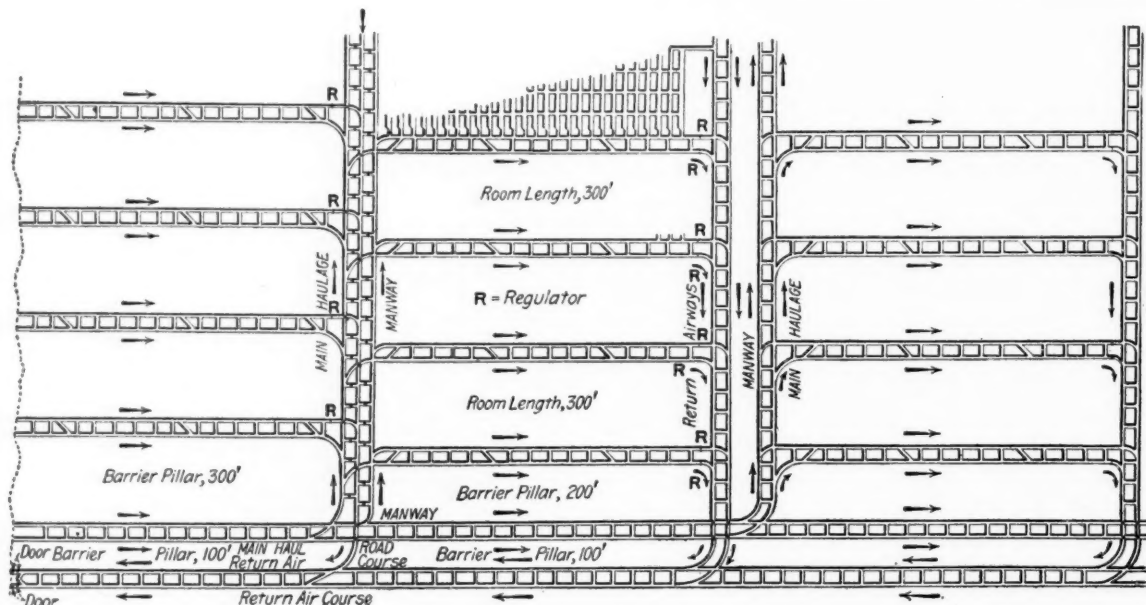 R
R
R
Room Length, 300'
R
R
MAIN HAULAGE
MANWAY
R = Regulator
Airways
R
R
MANWAY
MAIN HAULAGE
R
Room Length, 300'
Return
R
R
Barrier Pillar, 300'
Barrier Pillar, 200'
R
MANWAY
Door Barrier Pillar, 100' MAIN HAUL ROAD Barrier Pillar, 100'
Return Air Course
Door
Return Air Course